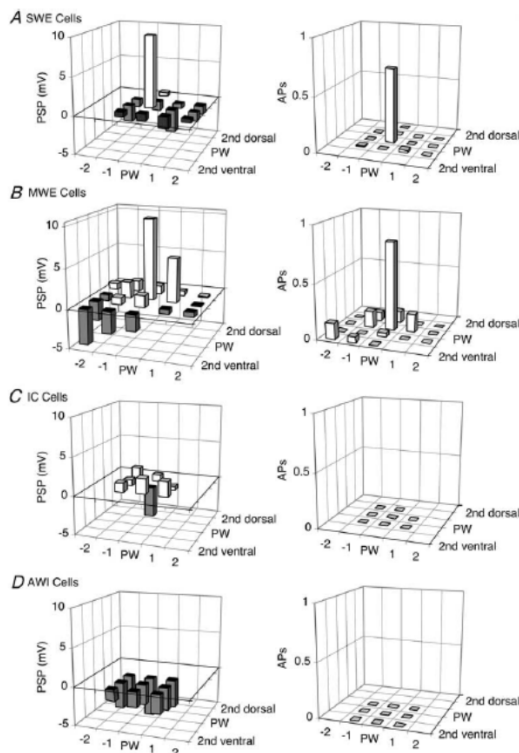 A SWE Cells
10
5
0
-5
PSP (mV)
-2
-1
PW
1
2
2nd dorsal
PW
2nd ventral
1
0.5
0
APs
-2
-1
PW
1
2
2nd dorsal
PW
2nd ventral
B MWE Cells
10
5
0
-5
PSP (mV)
-2
-1
PW
1
2
2nd dorsal
PW
2nd ventral
1
0.5
0
APs
-2
-1
PW
1
2
2nd dorsal
PW
2nd ventral
C IC Cells
10
5
0
-5
PSP (mV)
-2
-1
PW
1
2
2nd dorsal
PW
2nd ventral
1
0.5
0
APs
-2
-1
PW
1
2
2nd dorsal
PW
2nd ventral
D AWI Cells
10
5
0
-5
PSP (mV)
-2
-1
PW
1
2
2nd dorsal
PW
2nd ventral
1
0.5
0
APs
-2
-1
PW
1
2
2nd dorsal
PW
2nd ventral